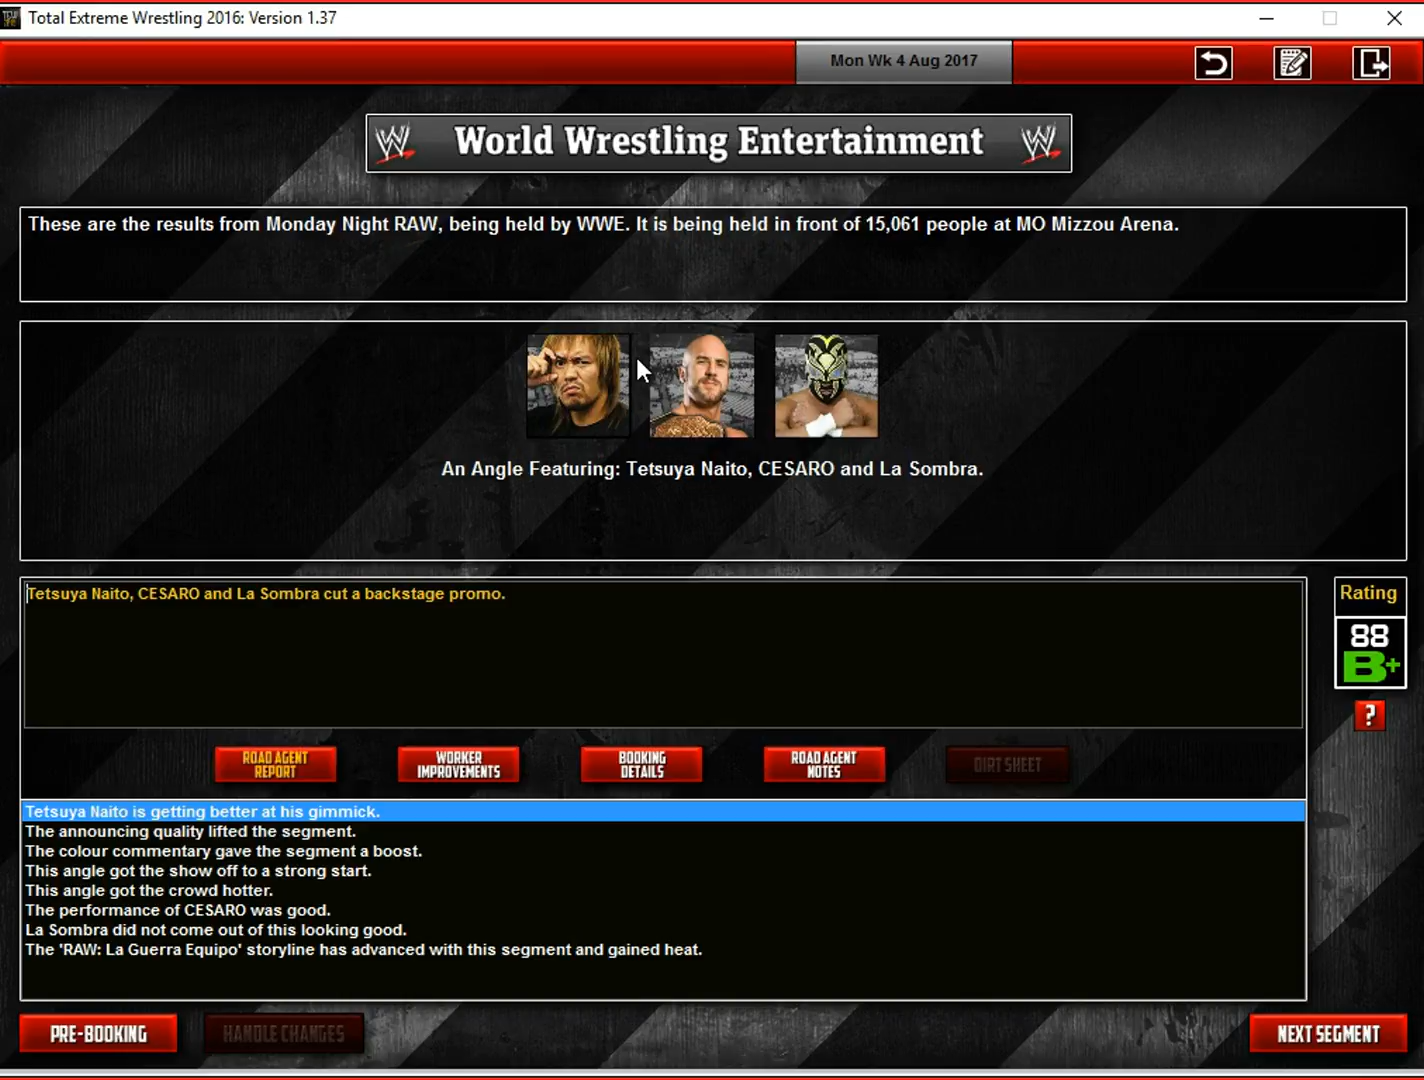 Total Extreme Wrestling 2016: Version 1.37
Mon Wk 4 Aug 2017
World Wrestling Entertainment
These are the results from Monday Night RAW, being held by WWE. It is being held in front of 15,061 people at MO Mizzou Arena.
An Angle Featuring: Tetsuya Naito, CESARO and La Sombra.
Tetsuya Naito, CESARO and La Sombra cut a backstage promo.
Rating
88
B+
?
ROAD AGENT
REPORT
WORKER
IMPROVEMENTS
BOOKING
DETAILS
ROAD AGENT
NOTES
DIRT SHEET
Tetsuya Naito is getting better at his gimmick.
The announcing quality lifted the segment.
The colour commentary gave the segment a boost.
This angle got the show off to a strong start.
This angle got the crowd hotter.
The performance of CESARO was good.
La Sombra did not come out of this looking good.
The 'RAW: La Guerra Equipo' storyline has advanced with this segment and gained heat.
PRE-BOOKING
HANDLE CHANGES
NEXT SEGMENT